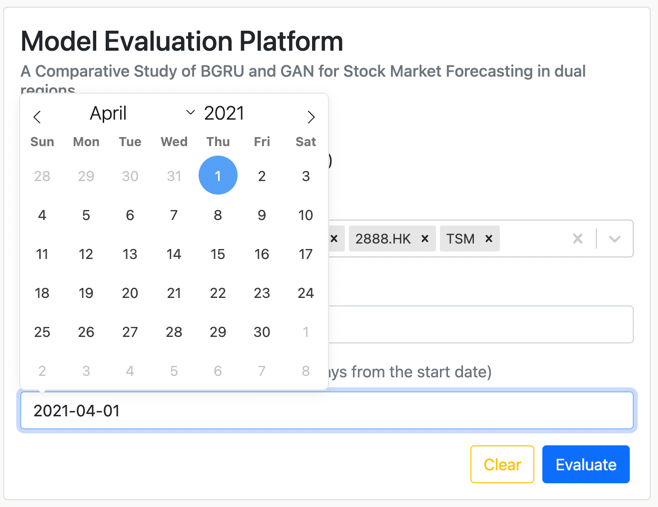 Model Evaluation Platform
A Comparative Study of BGRU and GAN for Stock Market Forecasting in dual
regions
April 2021
Sun Mon Tue Wed Thu Fri Sat
28 29 30 31 1 2 3
)
4 5 6 7 8 9 10
2888.HK × TSM ×
11 12 13 14 15 16 17
18 19 20 21 22 23 24
25 26 27 28 29 30 1
2 3 4 5 6 7 8
from the start date)
2021-04-01
Clear Evaluate